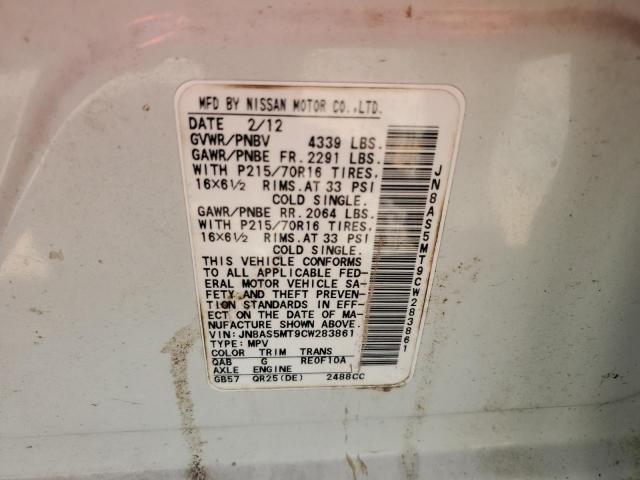 MFD BY NISSAN MOTOR CO.,LTD.
DATE 2/12
GVWR/PNBV 4339 LBS.
GAWR/PNBE FR. 2291 LBS.
WITH P215/70R16 TIRES,
16X6½ RIMS.AT 33 PSI
COLD SINGLE.
GAWR/PNBE RR. 2064 LBS.
WITH P215/70R16 TIRES,
16X6½ RIMS.AT 33 PSI
COLD SINGLE.
THIS VEHICLE CONFORMS
TO ALL APPLICABLE FED-
ERAL MOTOR VEHICLE SA-
FETY AND THEFT PREVEN-
TION STANDARDS IN EFF-
ECT ON THE DATE OF MA-
NUFACTURE SHOWN ABOVE.
VIN: JN8AS5MT9CW283861
TYPE: MPV
COLOR TRIM TRANS
QAB G RE0F10A
AXLE ENGINE
GB57 QR25(DE) 2488CC
JN8AS5MT9CW283861